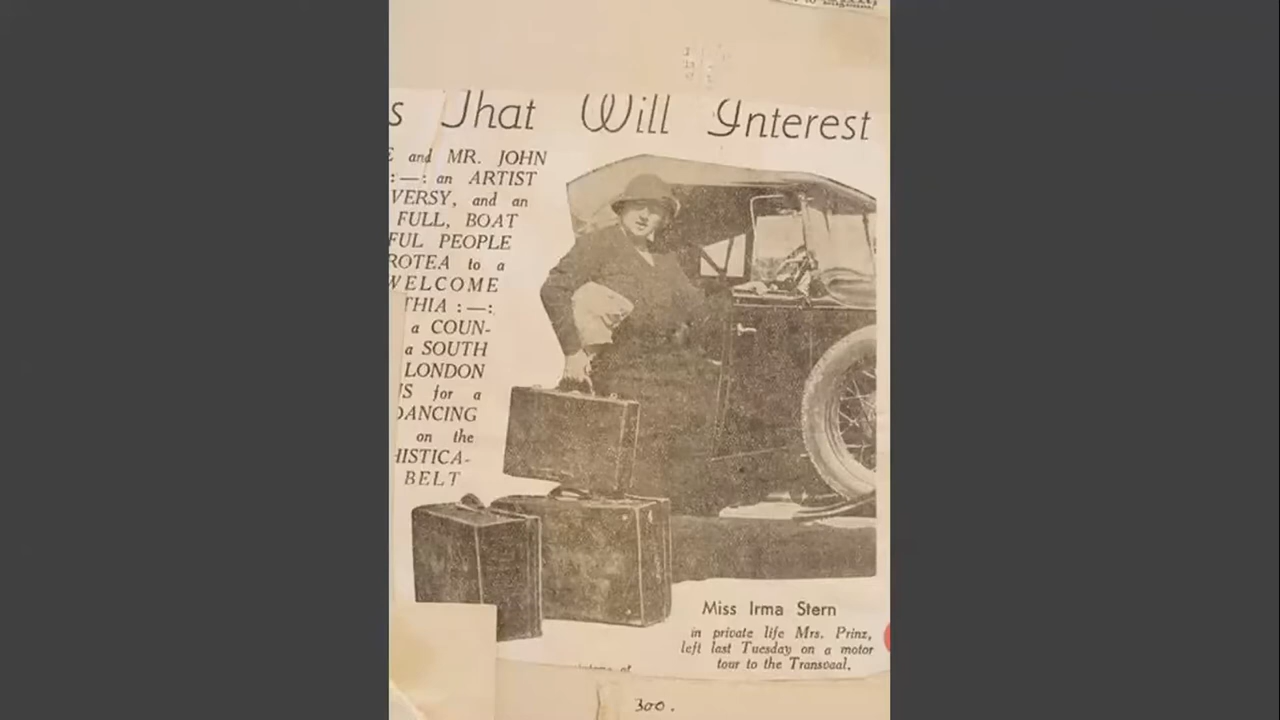 s That Will Interest
and MR. JOHN
:—: an ARTIST
VERSY, and an
FULL, BOAT
FUL PEOPLE
ROTEA to a
WELCOME
THIA :—:
a COUN-
a SOUTH
LONDON
IS for a
DANCING
on the
HISTICA-
BELT
Miss Irma Stern
in private life Mrs. Prinz,
left last Tuesday on a motor
tour to the Transvaal.
300.